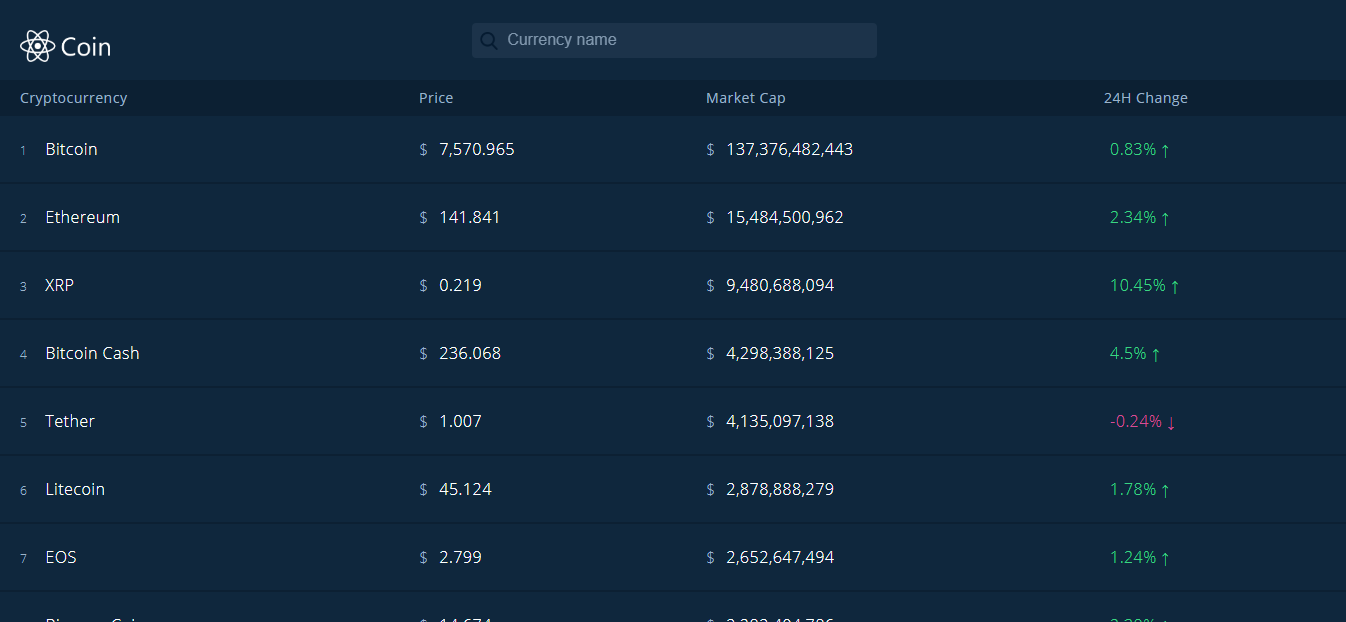 Coin
Currency name
Cryptocurrency Price Market Cap 24H Change
1 Bitcoin $ 7,570.965 $ 137,376,482,443 0.83% ↑
2 Ethereum $ 141.841 $ 15,484,500,962 2.34% ↑
3 XRP $ 0.219 $ 9,480,688,094 10.45% ↑
4 Bitcoin Cash $ 236.068 $ 4,298,388,125 4.5% ↑
5 Tether $ 1.007 $ 4,135,097,138 -0.24% ↓
6 Litecoin $ 45.124 $ 2,878,888,279 1.78% ↑
7 EOS $ 2.799 $ 2,652,647,494 1.24% ↑